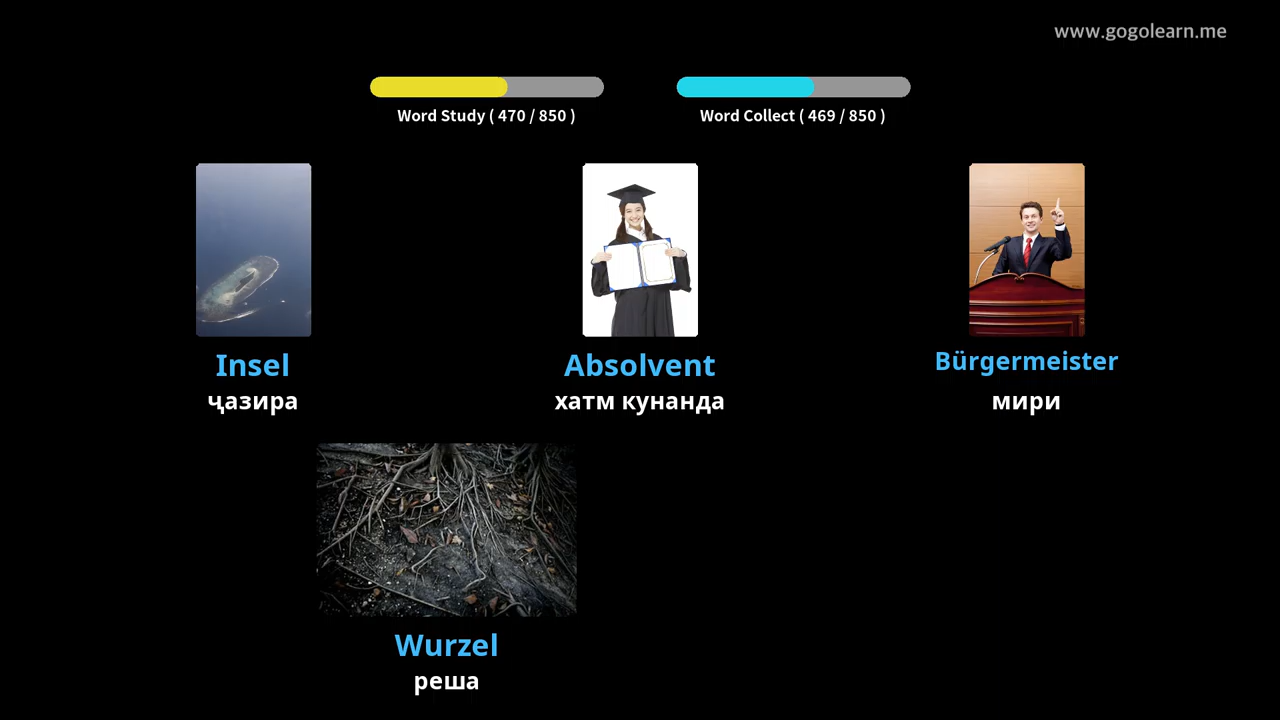 www.gogolearn.me
Word Study ( 470 / 850 )
Word Collect ( 469 / 850 )
Insel
ҷазира
Absolvent
хатм кунанда
Bürgermeister
мири
Wurzel
реша